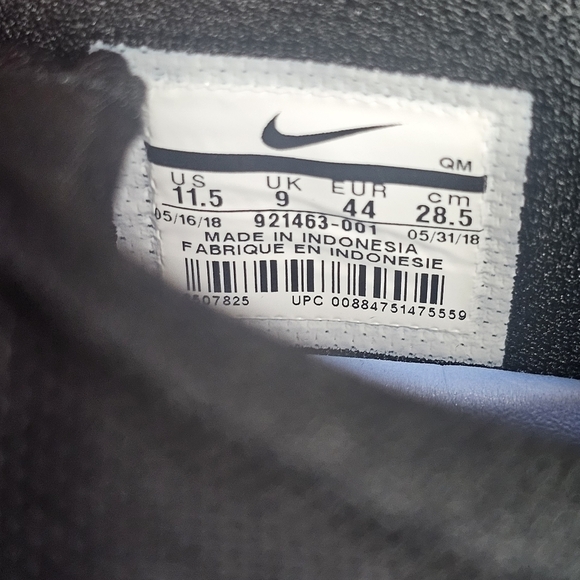 QM
US UK EUR cm
11.5 9 44 28.5
05/16/18 921463-001 05/31/18
MADE IN INDONESIA
FABRIQUE EN INDONESIE
507825 UPC 00884751475559